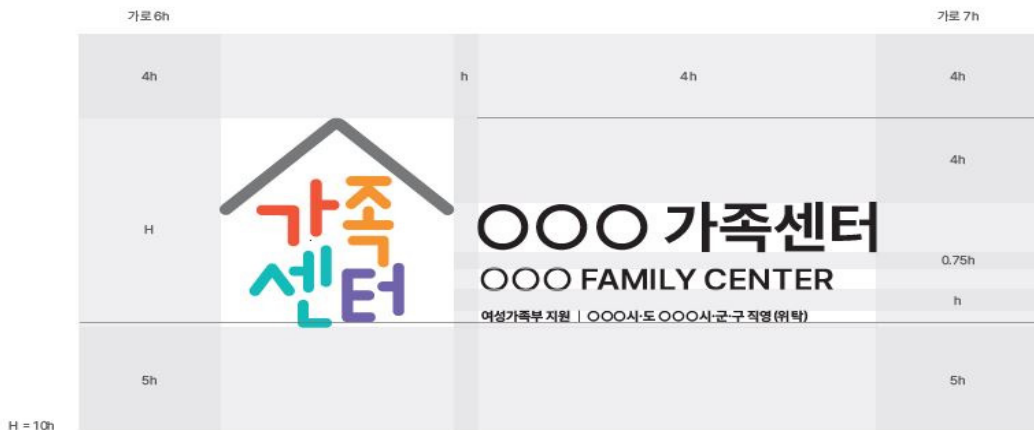 가로 6h
가로 7h
4h
h
4h
4h
4h
H
가족
센터
OOO 가족센터
0.75h
OOO FAMILY CENTER
h
여성가족부 지원 | OOO시·도 OOO시·군·구 직영 (위탁)
5h
5h
H = 10h